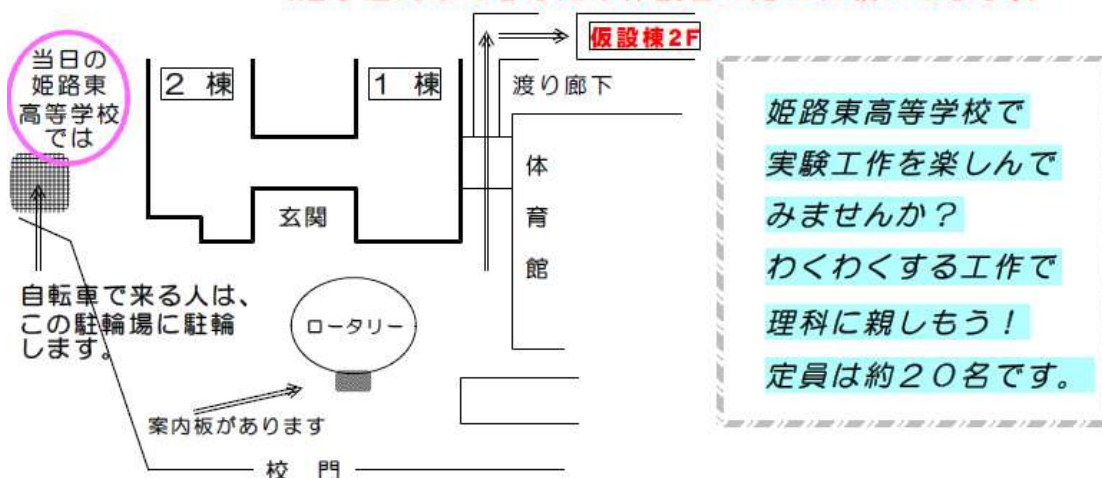 当日の
姫路東
高等学校
では
2 棟
1 棟
仮設棟2F
渡り廊下
体
育
館
玄関
自転車で来る人は、
この駐輪場に駐輪
します。
ロータリー
案内板があります
校 門
姫路東高等学校で
実験工作を楽しんで
みませんか？
わくわくする工作で
理科に親しもう！
定員は約２０名です。